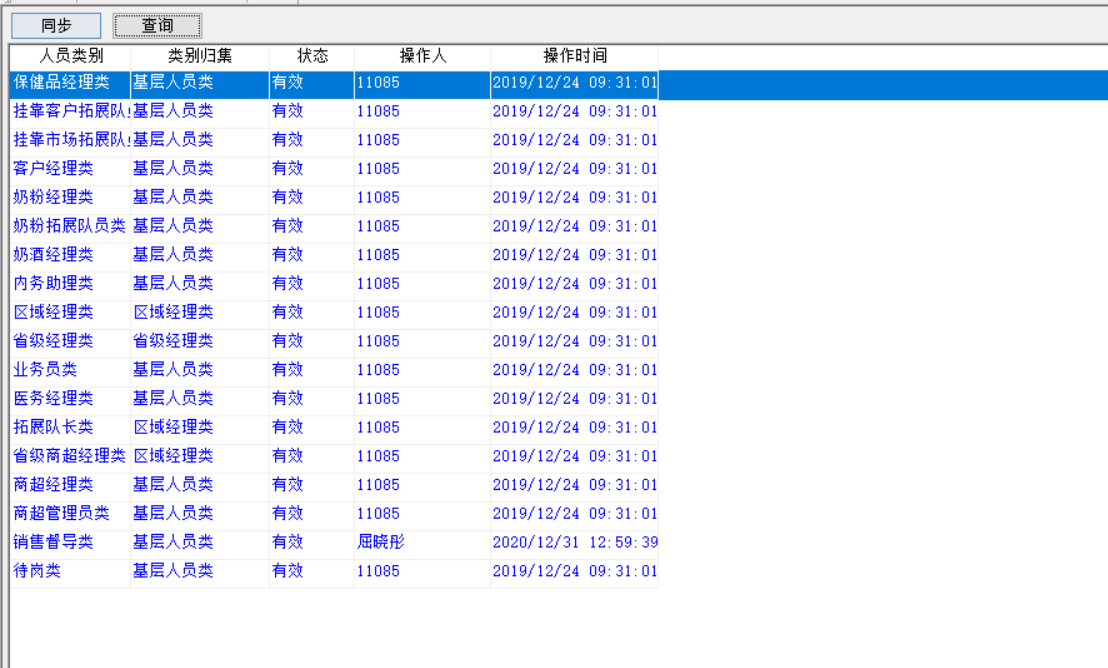 同步 查询
人员类别 类别归集 状态 操作人 操作时间
保健品经理类 基层人员类 有效 11085 2019/12/24 09:31:01
挂靠客户拓展队 基层人员类 有效 11085 2019/12/24 09:31:01
挂靠市场拓展队 基层人员类 有效 11085 2019/12/24 09:31:01
客户经理类 基层人员类 有效 11085 2019/12/24 09:31:01
奶粉经理类 基层人员类 有效 11085 2019/12/24 09:31:01
奶粉拓展队员类 基层人员类 有效 11085 2019/12/24 09:31:01
奶酒经理类 基层人员类 有效 11085 2019/12/24 09:31:01
内务助理类 基层人员类 有效 11085 2019/12/24 09:31:01
区域经理类 区域经理类 有效 11085 2019/12/24 09:31:01
省级经理类 省级经理类 有效 11085 2019/12/24 09:31:01
业务员类 基层人员类 有效 11085 2019/12/24 09:31:01
医务经理类 基层人员类 有效 11085 2019/12/24 09:31:01
拓展队长类 区域经理类 有效 11085 2019/12/24 09:31:01
省级商超经理类 区域经理类 有效 11085 2019/12/24 09:31:01
商超经理类 基层人员类 有效 11085 2019/12/24 09:31:01
商超管理员类 基层人员类 有效 11085 2019/12/24 09:31:01
销售督导类 基层人员类 有效 屈晓彤 2020/12/31 12:59:39
待岗类 基层人员类 有效 11085 2019/12/24 09:31:01